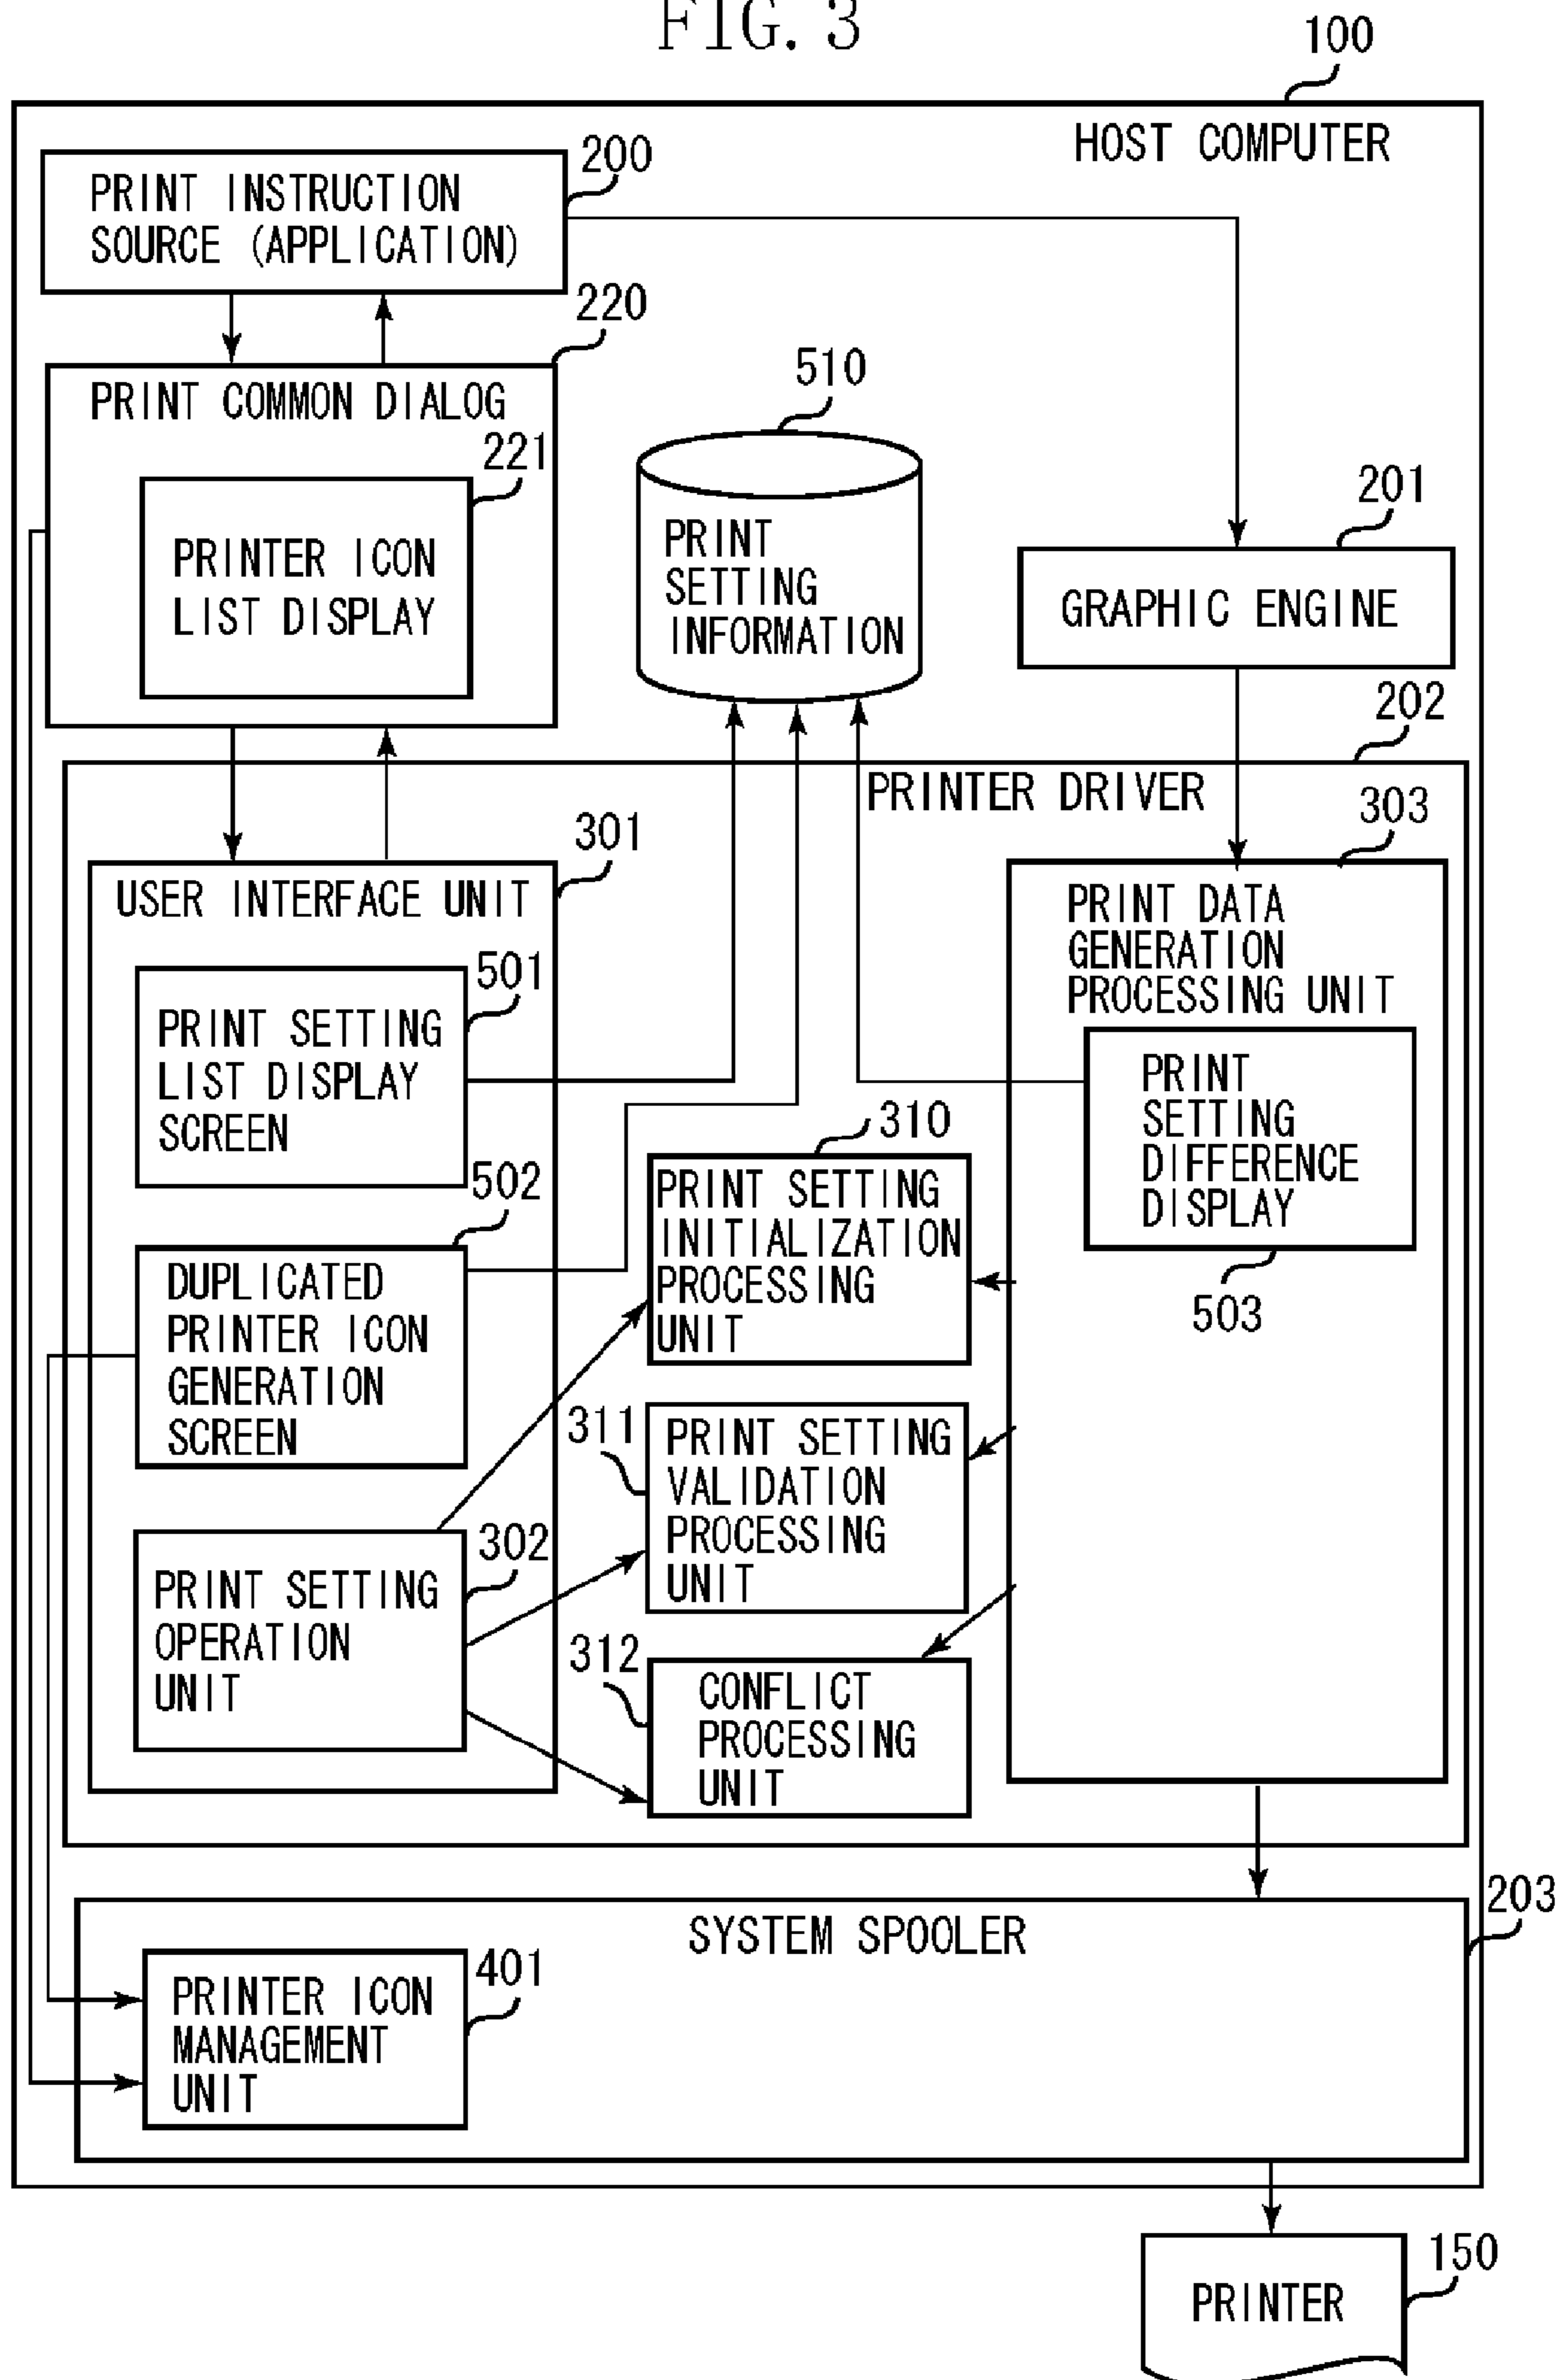 FIG. 3
100
HOST COMPUTER
200
PRINT INSTRUCTION
SOURCE (APPLICATION)
220
PRINT COMMON DIALOG
221
PRINTER ICON
LIST DISPLAY
510
PRINT
SETTING
INFORMATION
201
GRAPHIC ENGINE
202
PRINTER DRIVER
301
USER INTERFACE UNIT
501
PRINT SETTING
LIST DISPLAY
SCREEN
502
DUPLICATED
PRINTER ICON
GENERATION
SCREEN
302
PRINT SETTING
OPERATION
UNIT
310
PRINT SETTING
INITIALIZATION
PROCESSING
UNIT
311
PRINT SETTING
VALIDATION
PROCESSING
UNIT
312
CONFLICT
PROCESSING
UNIT
303
PRINT DATA
GENERATION
PROCESSING UNIT
PRINT
SETTING
DIFFERENCE
DISPLAY
503
203
SYSTEM SPOOLER
401
PRINTER ICON
MANAGEMENT
UNIT
150
PRINTER